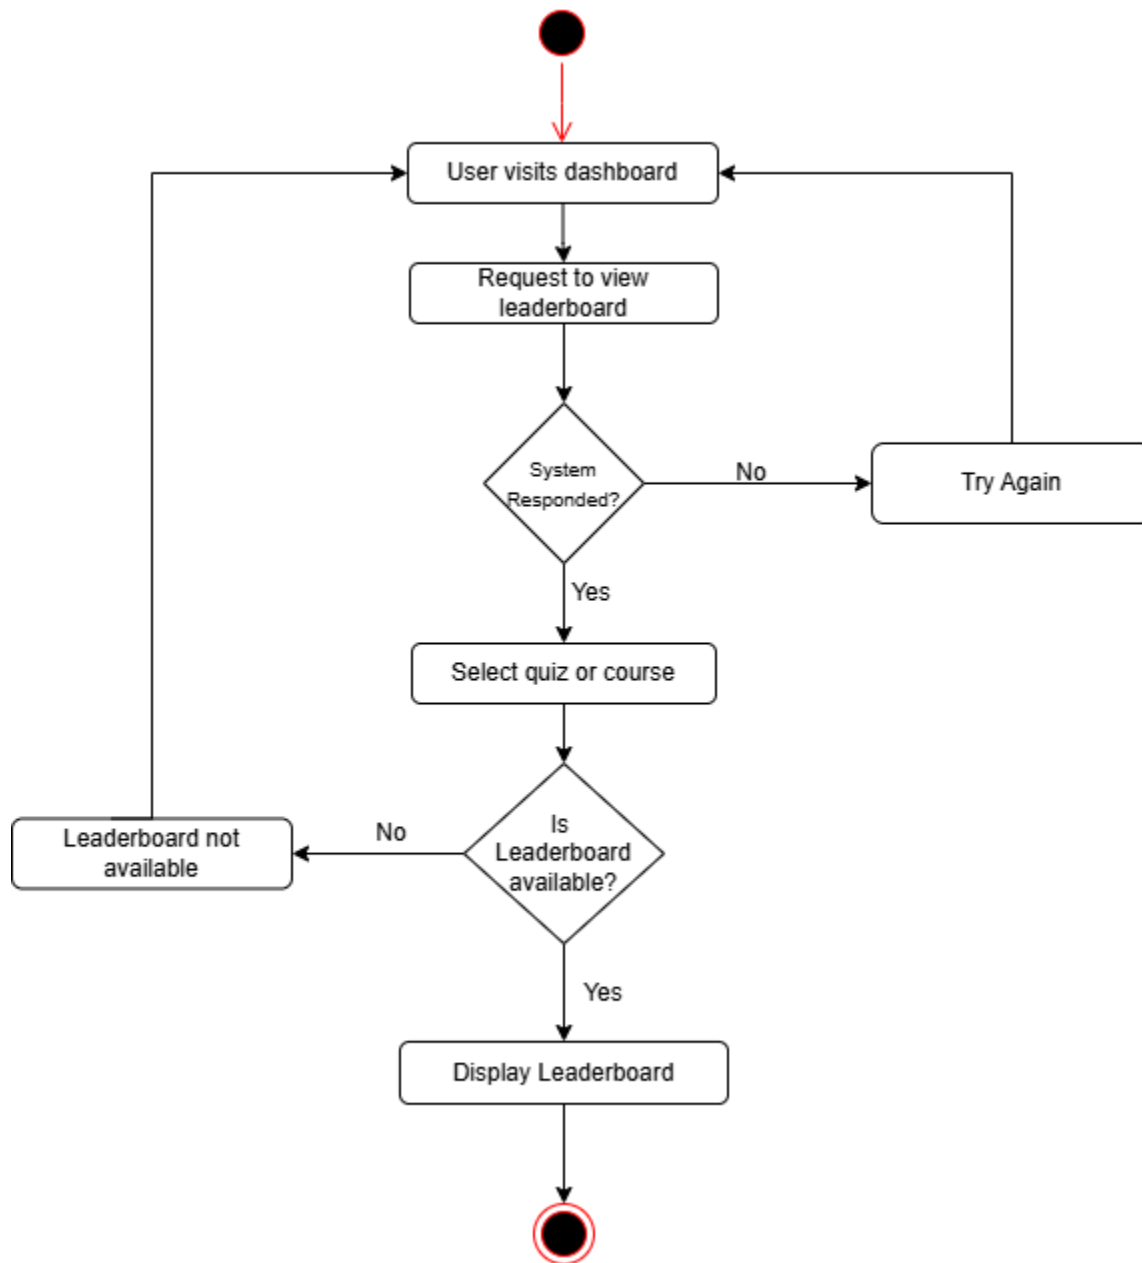 User visits dashboard
Request to view
leaderboard
System
Responded?
No
Try Again
Yes
Select quiz or course
Is
Leaderboard
available?
No
Leaderboard not
available
Yes
Display Leaderboard